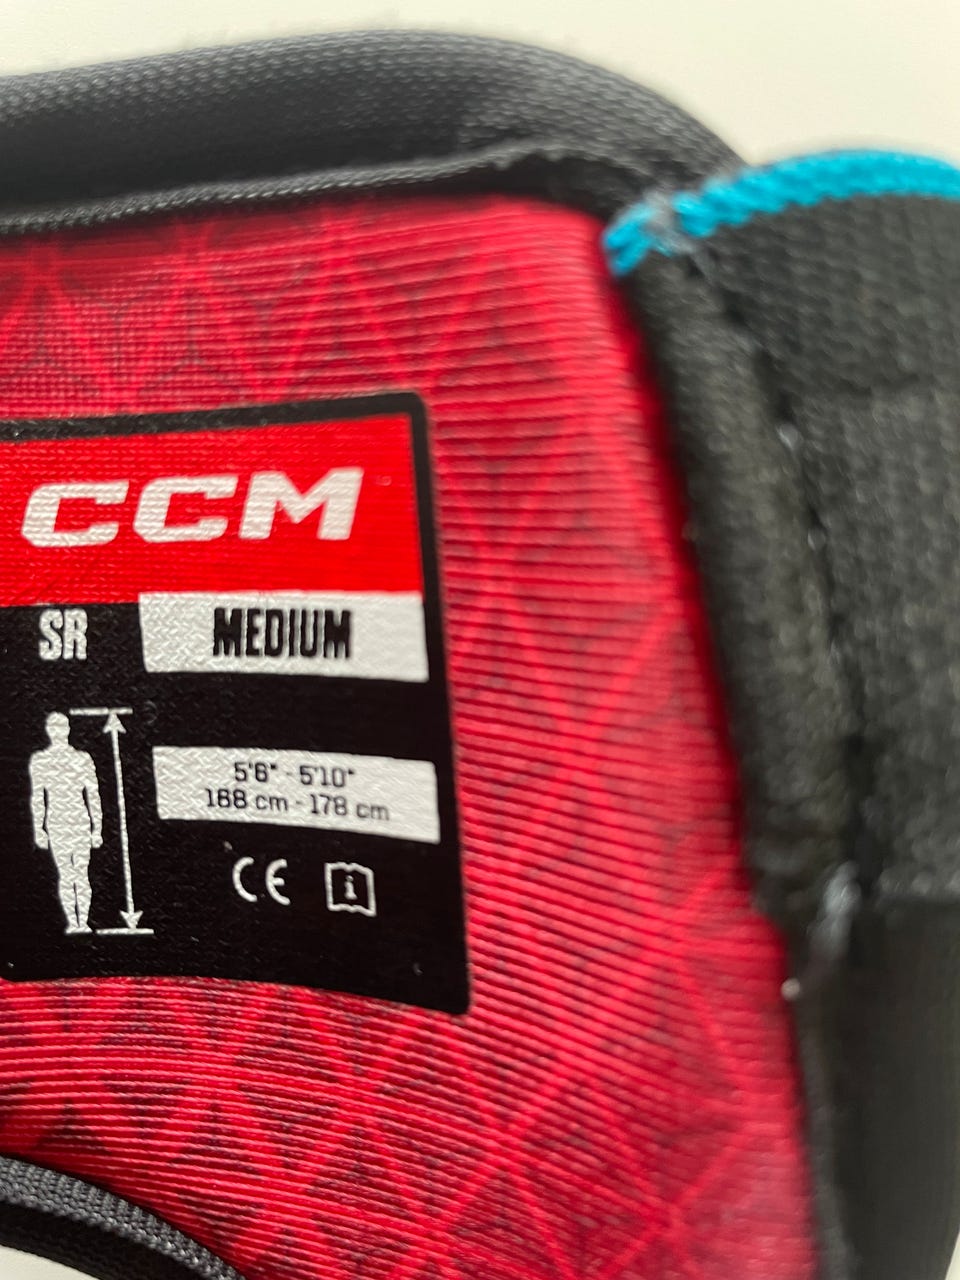 CCM
SR MEDIUM
5'6" - 5'10"
168 cm - 178 cm
CE
i